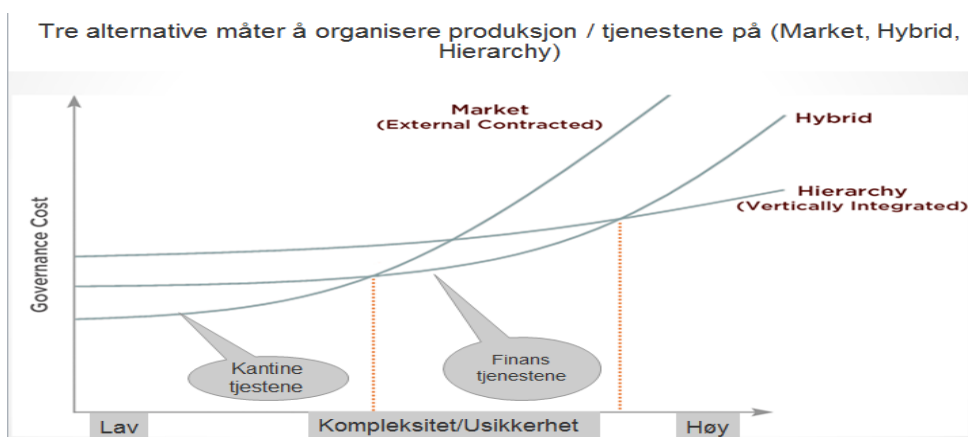 Tre alternative måter å organisere produksjon / tjenestene på (Market, Hybrid,
Hierarchy)
Market
(External Contracted)
Hybrid
Hierarchy
(Vertically Integrated)
Governance Cost
Kantine
tjestene
Finans
tjenestene
Lav
Kompleksitet/Usikkerhet
Høy